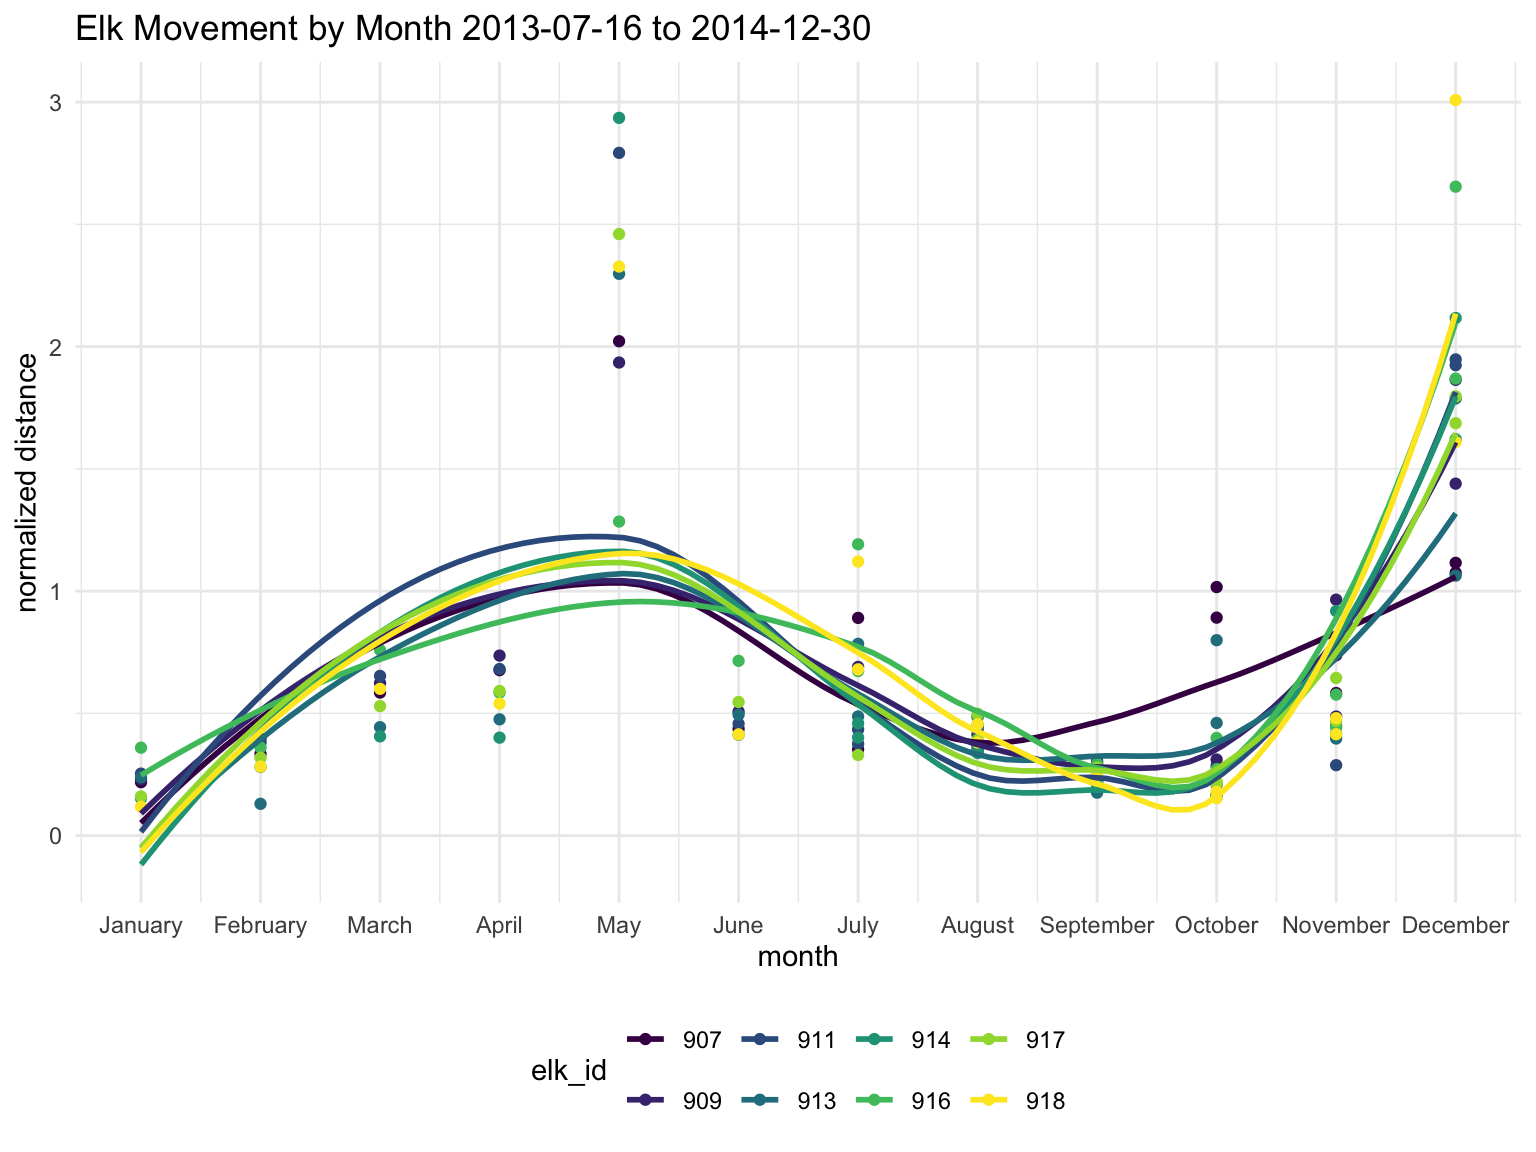 Elk Movement by Month 2013-07-16 to 2014-12-30
3
2
1
0
normalized distance
January February March April May June July August September October November December
month
elk_id
907 911 914 917
909 913 916 918